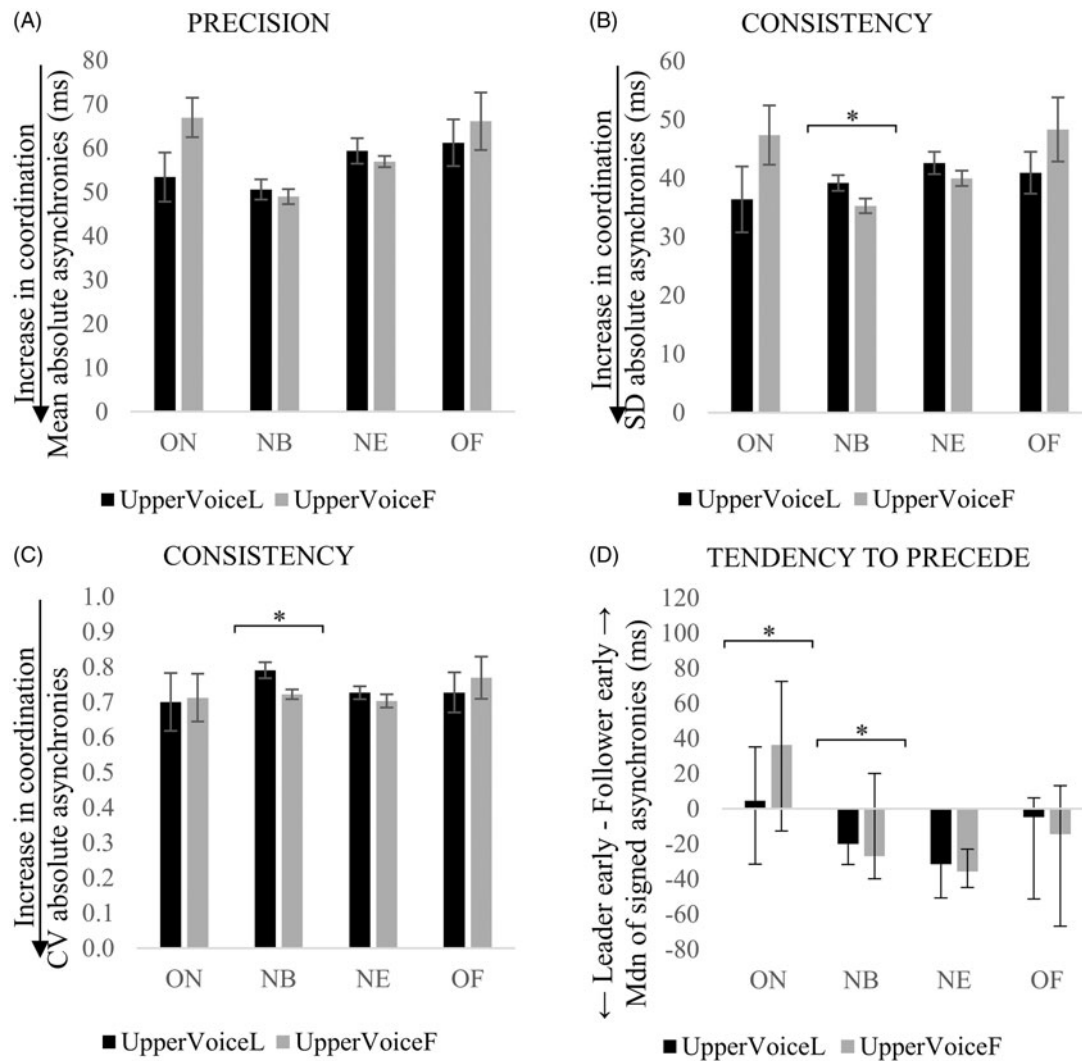 (A) PRECISION
Increase in coordination
Mean absolute asynchronies (ms)
80
70
60
50
40
30
20
10
0
ON NB NE OF
■ UpperVoiceL ■ UpperVoiceF
(B) CONSISTENCY
Increase in coordination
SD absolute asynchronies (ms)
60
50
40
30
20
10
0
*
ON NB NE OF
■ UpperVoiceL ■ UpperVoiceF
(C) CONSISTENCY
Increase in coordination
CV absolute asynchronies
1.0
0.9
0.8
0.7
0.6
0.5
0.4
0.3
0.2
0.1
0.0
*
ON NB NE OF
■ UpperVoiceL ■ UpperVoiceF
(D) TENDENCY TO PRECEDE
← Leader early - Follower early →
Mdn of signed asynchronies (ms)
120
100
80
60
40
20
0
-20
-40
-60
-80
*
*
ON NB NE OF
■ UpperVoiceL ■ UpperVoiceF